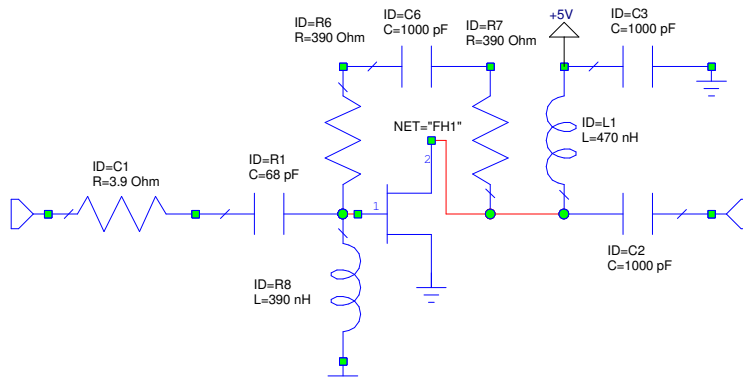 ID=R6
R=390 Ohm
ID=C6
C=1000 pF
ID=R7
R=390 Ohm
+5V
ID=C3
C=1000 pF
NET="FH1"
ID=L1
L=470 nH
2
ID=C1
R=3.9 Ohm
ID=R1
C=68 pF
1
ID=C2
C=1000 pF
ID=R8
L=390 nH